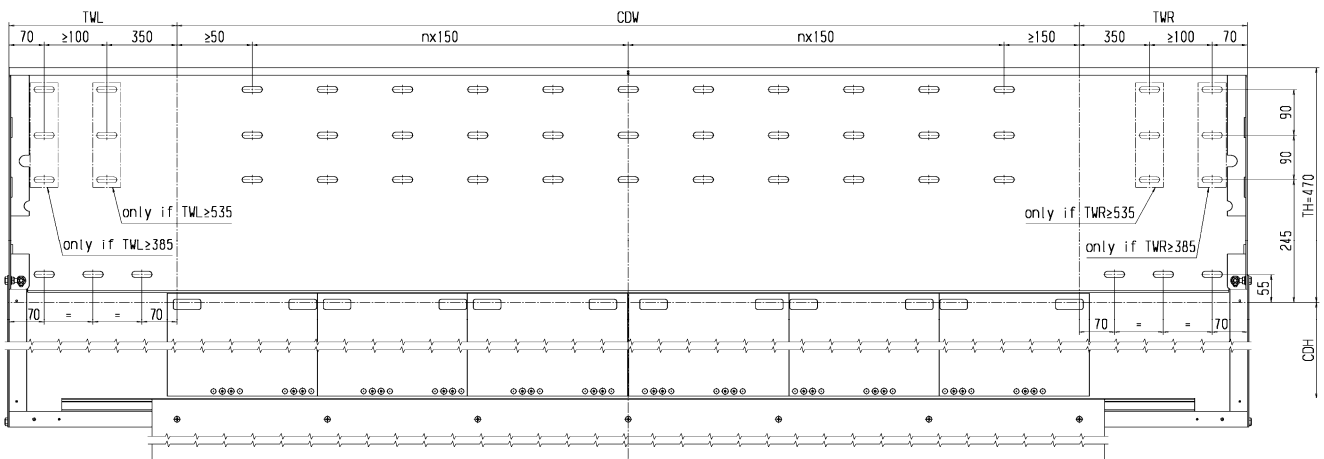 TWL CDW TWR
70 ≥100 350 ≥50 nx150 nx150 ≥150 350 ≥100 70
90
90
TH=470
only if TWL≥535 only if TWR≥535
245
only if TWL≥385 only if TWR≥385
55
70 = = 70 70 = = 70
CDH